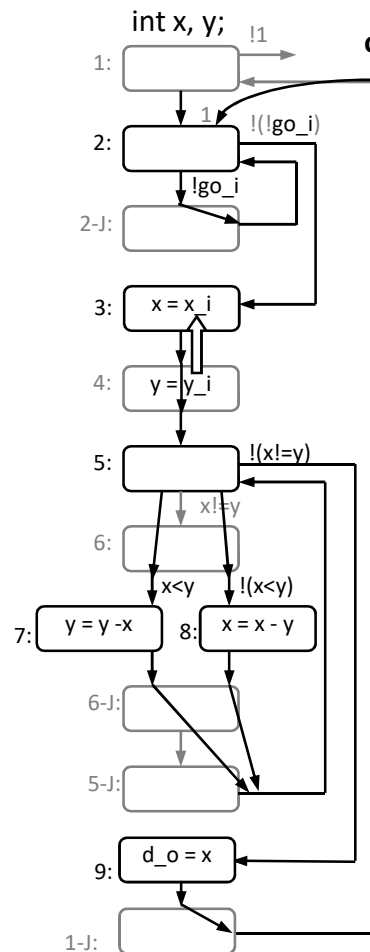 int x, y;
!1
1:
1
!(!go_i)
2:
!go_i
2-J:
3:
x = x_i
4:
y = y_i
5:
!(x!=y)
x!=y
6:
x<y
!(x<y)
7:
y = y -x
8:
x = x - y
6-J:
5-J:
9:
d_o = x
1-J: